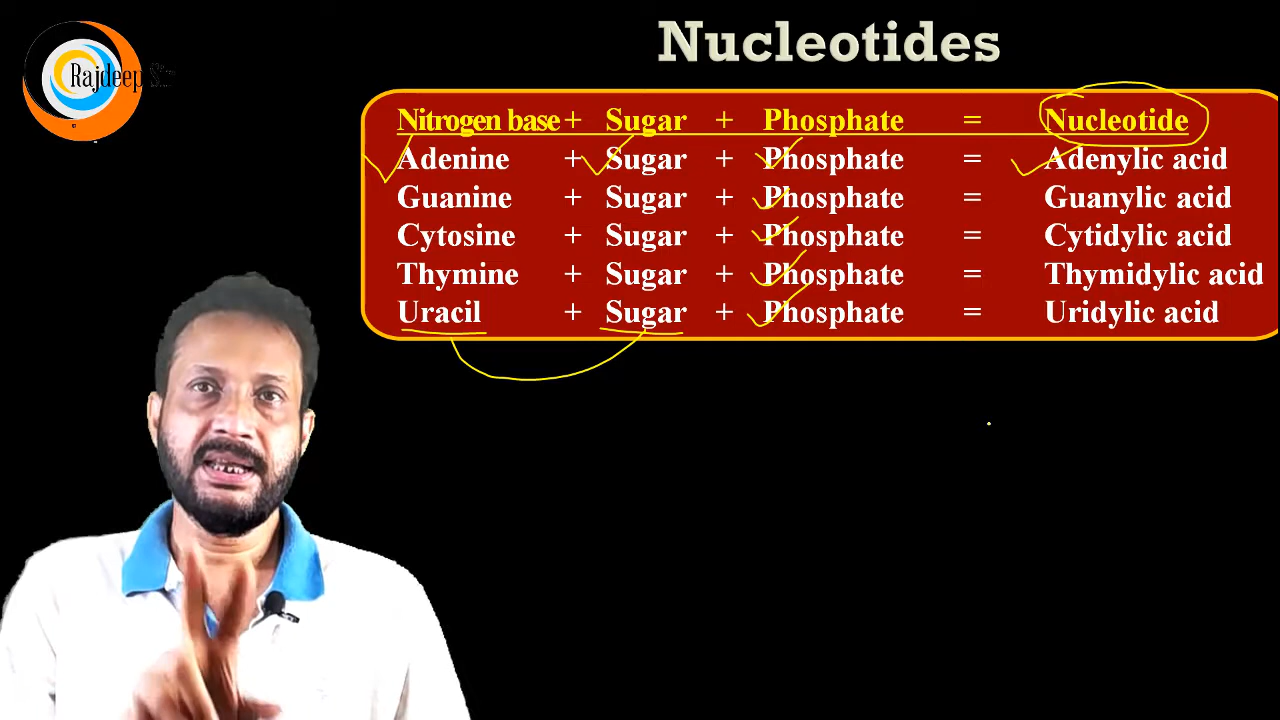 Nucleotides
Rajdeep Sir
Nitrogen base + Sugar + Phosphate = Nucleotide
Adenine + Sugar + Phosphate = Adenylic acid
Guanine + Sugar + Phosphate = Guanylic acid
Cytosine + Sugar + Phosphate = Cytidylic acid
Thymine + Sugar + Phosphate = Thymidylic acid
Uracil + Sugar + Phosphate = Uridylic acid